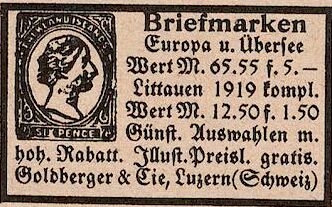 FALKLAND ISLANDS
SIX PENCE
Briefmarken
Europa u. Übersee
Wert M. 65.55 f. 5.—
Littauen 1919 kompl.
Wert M. 12.50 f. 1.50
Günst. Auswahlen m.
hoh. Rabatt. Illust. Preisl. gratis.
Goldberger & Cie, Luzern (Schweiz)